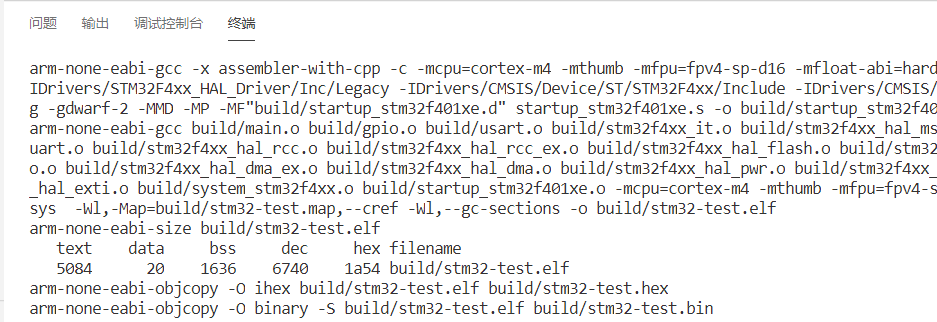 问题 输出 调试控制台 终端
arm-none-eabi-gcc -x assembler-with-cpp -c -mcpu=cortex-m4 -mthumb -mfpu=fpv4-sp-d16 -mfloat-abi=hard
IDrivers/STM32F4xx_HAL_Driver/Inc/Legacy -IDrivers/CMSIS/Device/ST/STM32F4xx/Include -IDrivers/CMSIS/
g -gdwarf-2 -MMD -MP -MF"build/startup_stm32f401xe.d" startup_stm32f401xe.s -o build/startup_stm32f40
arm-none-eabi-gcc build/main.o build/gpio.o build/usart.o build/stm32f4xx_it.o build/stm32f4xx_hal_ms
uart.o build/stm32f4xx_hal_rcc.o build/stm32f4xx_hal_rcc_ex.o build/stm32f4xx_hal_flash.o build/stm32
o.o build/stm32f4xx_hal_dma_ex.o build/stm32f4xx_hal_dma.o build/stm32f4xx_hal_pwr.o build/stm32f4xx
_hal_exti.o build/system_stm32f4xx.o build/startup_stm32f401xe.o -mcpu=cortex-m4 -mthumb -mfpu=fpv4-s
sys  -Wl,-Map=build/stm32-test.map,--cref -Wl,--gc-sections -o build/stm32-test.elf
arm-none-eabi-size build/stm32-test.elf
   text    data     bss     dec     hex filename
   5084      20    1636    6740    1a54 build/stm32-test.elf
arm-none-eabi-objcopy -O ihex build/stm32-test.elf build/stm32-test.hex
arm-none-eabi-objcopy -O binary -S build/stm32-test.elf build/stm32-test.bin